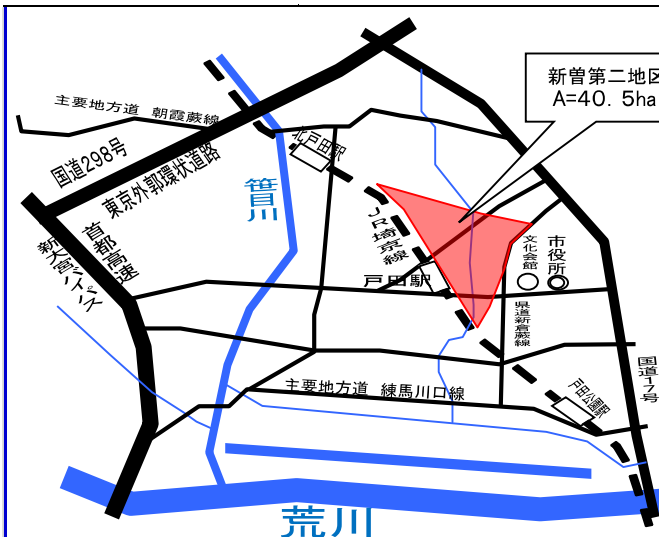 新曽第二地区
A=40.5ha
主要地方道 朝霞蕨線
国道298号
東京外郭環状道路
北戸田駅
笹目川
JR埼京線
首都高速
新大宮バイパス
戸田駅
文化会館
市役所
県道新倉蕨線
国道17号
主要地方道 練馬川口線
戸田公園駅
荒川